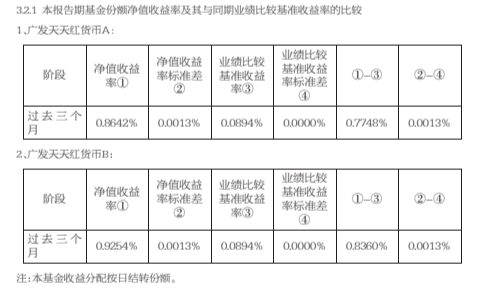 3.2.1 本报告期基金份额净值收益率及其与同期业绩比较基准收益率的比较
1、广发天天红货币A：
阶段 净值收益率① 净值收益率标准差② 业绩比较基准收益率③ 业绩比较基准收益率标准差④ ①-③ ②-④
过去三个月 0.8642% 0.0013% 0.0894% 0.0000% 0.7748% 0.0013%
2、广发天天红货币B：
阶段 净值收益率① 净值收益率标准差② 业绩比较基准收益率③ 业绩比较基准收益率标准差④ ①-③ ②-④
过去三个月 0.9254% 0.0013% 0.0894% 0.0000% 0.8360% 0.0013%
注：本基金收益分配按日结转份额。